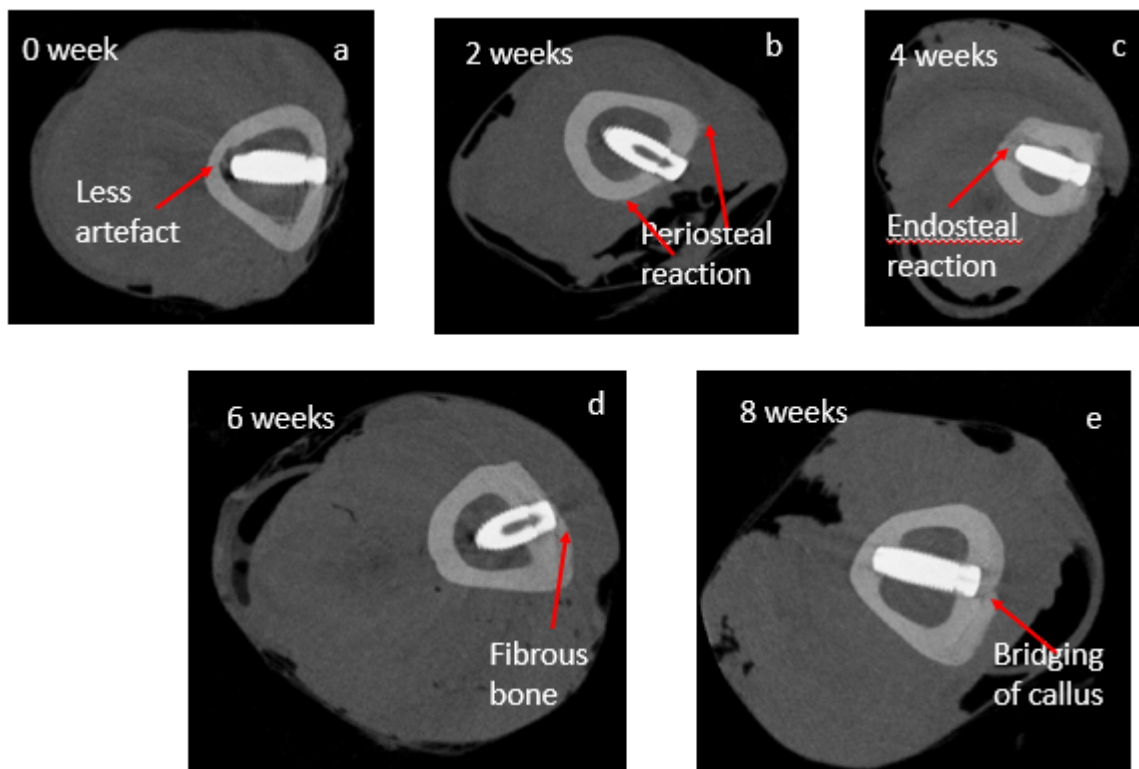 0 week
a
Less
artefact
2 weeks
b
Periosteal
reaction
4 weeks
c
Endosteal
reaction
6 weeks
d
Fibrous
bone
8 weeks
e
Bridging
of callus